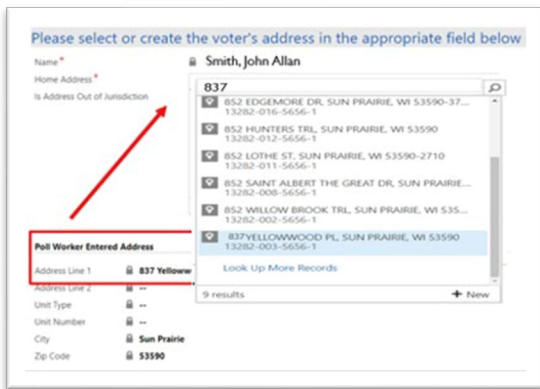 Please select or create the voter's address in the appropriate field below
Name * Smith, John Allan
Home Address *
Is Address Out of Jurisdiction
837
852 EDGEMORE DR, SUN PRAIRIE, WI 53590-37...
13282-016-5656-1
852 HUNTERS TRL, SUN PRAIRIE, WI 53590
13282-012-5656-1
852 LOTHE ST, SUN PRAIRIE, WI 53590-2710
13282-011-5656-1
852 SAINT ALBERT THE GREAT DR, SUN PRAIRIE...
13282-008-5656-1
852 WILLOW BROOK TRL, SUN PRAIRIE, WI 535...
13282-002-5656-1
837 YELLOWWOOD PL, SUN PRAIRIE, WI 53590
13282-003-5656-1
Look Up More Records
9 results + New
Poll Worker Entered Address
Address Line 1 837 Yelloww
Address Line 2 --
Unit Type --
Unit Number --
City Sun Prairie
Zip Code 53590